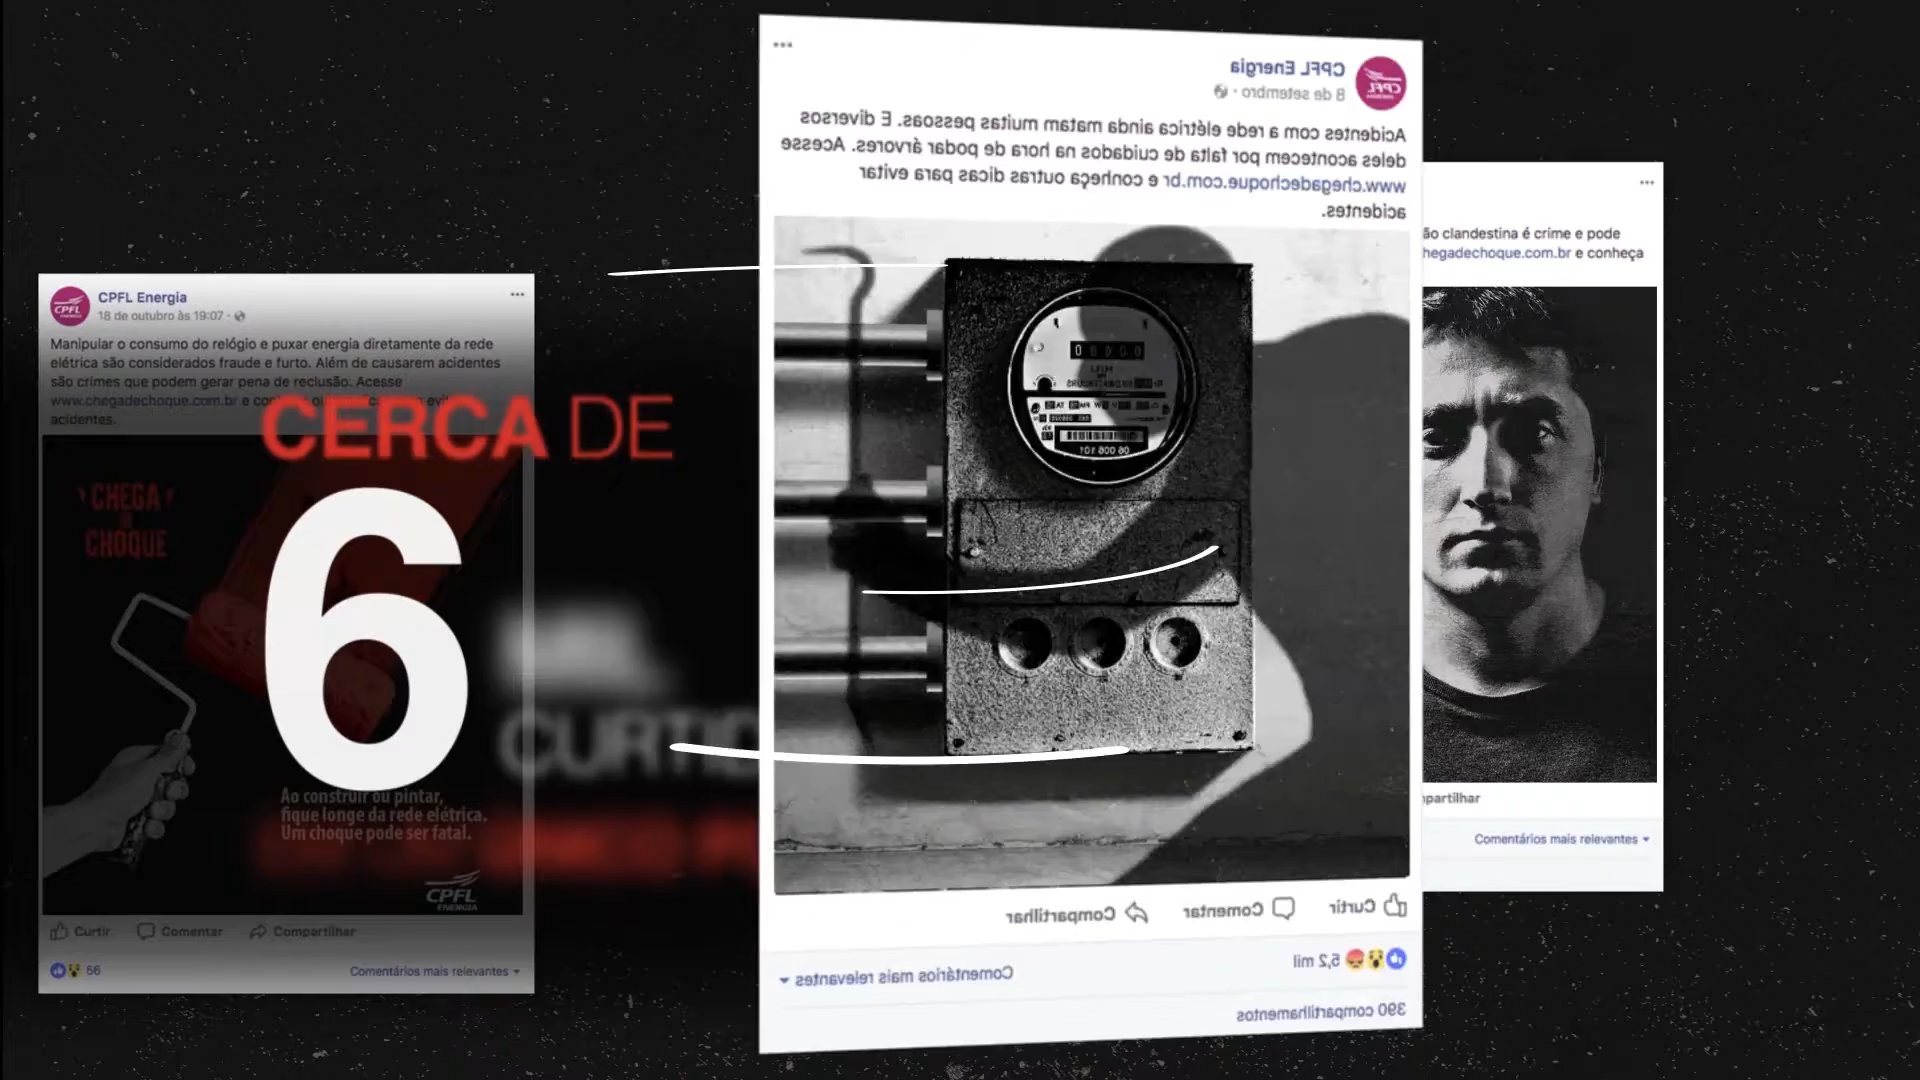 CPFL Energia
18 de outubro às 19:07 ·
Manipular o consumo do relógio e puxar energia diretamente da rede
elétrica são considerados fraude e furto. Além de causarem acidentes
são crimes que podem gerar pena de reclusão. Acesse
www.chegadechoque.com.br e
acidentes.
CHEGA
DE
CHOQUE
Ao construir ou pintar,
fique longe da rede elétrica.
Um choque pode ser fatal.
CPFL
ENERGIA
Curtir
Comentar
Compartilhar
56
Comentários mais relevantes
CERCA DE
6
CURTID
CPFL Energia
8 de setembro ·
Acidentes com a rede elétrica ainda matam muitas pessoas. E diversos
deles acontecem por falta de cuidados na hora de podar árvores. Acesse
www.chegadechoque.com.br e conheça outras dicas para evitar
acidentes.
Curtir
Comentar
Compartilhar
5,2 mil
Comentários mais relevantes
390 compartilhamentos
ão clandestina é crime e pode
hegadechoque.com.br e conheça
partilhar
Comentários mais relevantes